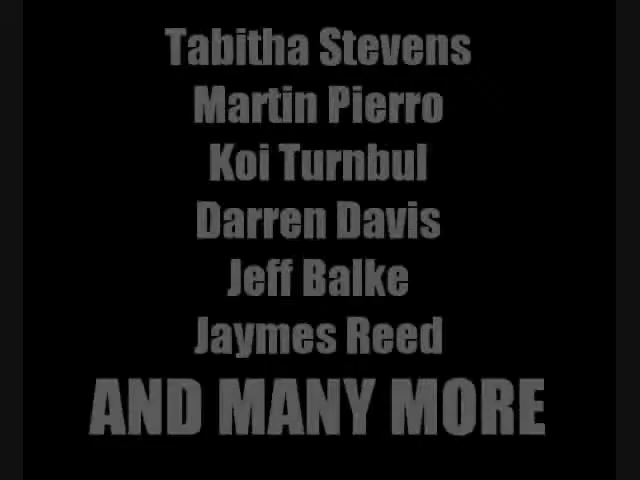 Tabitha Stevens
Martin Pierro
Koi Turnbul
Darren Davis
Jeff Balke
Jaymes Reed
AND MANY MORE